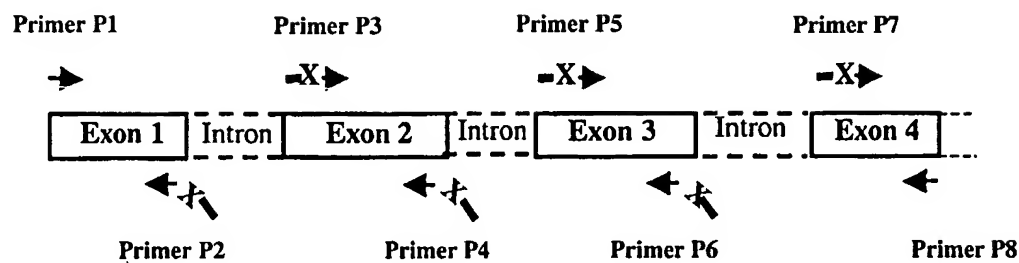 Primer P1 Primer P3 Primer P5 Primer P7
X X X
Exon 1 Intron Exon 2 Intron Exon 3 Intron Exon 4
X X X
Primer P2 Primer P4 Primer P6 Primer P8